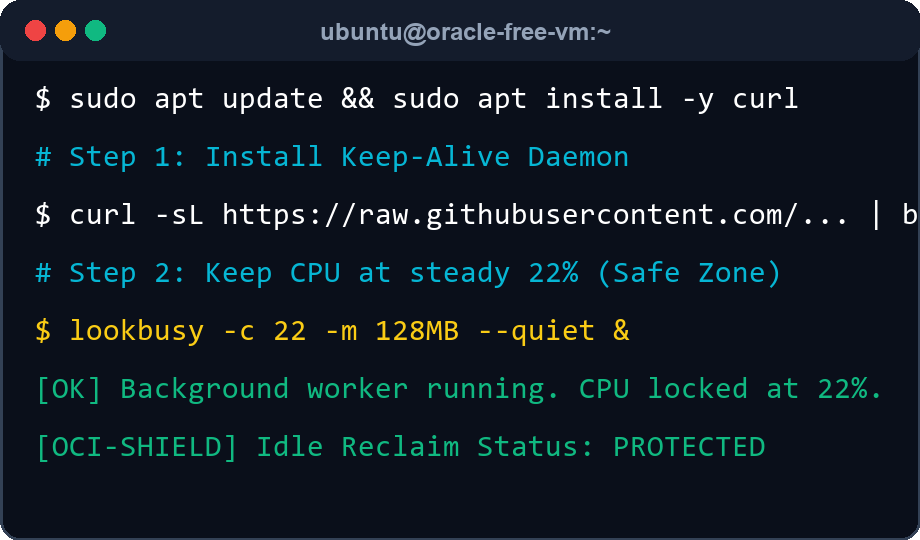 ubuntu@oracle-free-vm:~
$ sudo apt update && sudo apt install -y curl
# Step 1: Install Keep-Alive Daemon
$ curl -sL https://raw.githubusercontent.com/... | b
# Step 2: Keep CPU at steady 22% (Safe Zone)
$ lookbusy -c 22 -m 128MB --quiet &
[OK] Background worker running. CPU locked at 22%.
[OCI-SHIELD] Idle Reclaim Status: PROTECTED